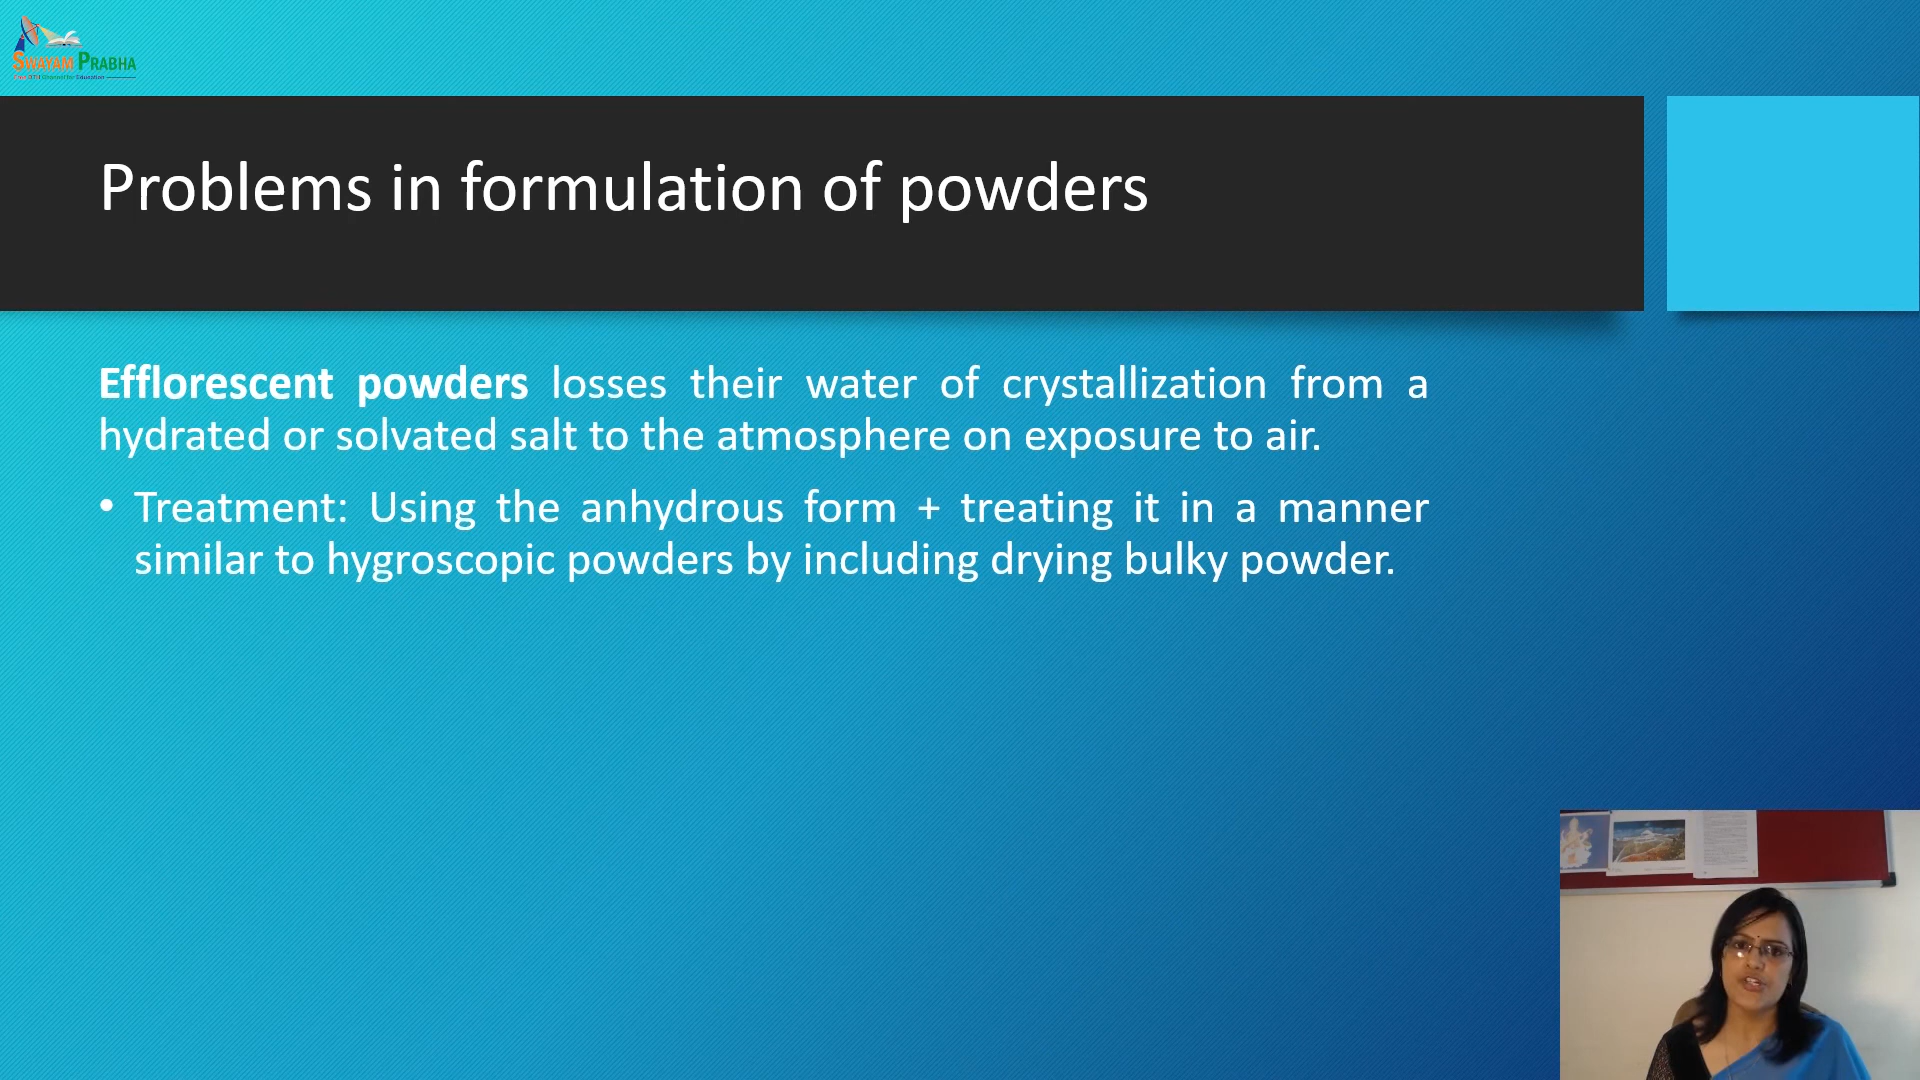 SWAYAM PRABHA
Problems in formulation of powders
Efflorescent powders losses their water of crystallization from a
hydrated or solvated salt to the atmosphere on exposure to air.
• Treatment: Using the anhydrous form + treating it in a manner
similar to hygroscopic powders by including drying bulky powder.